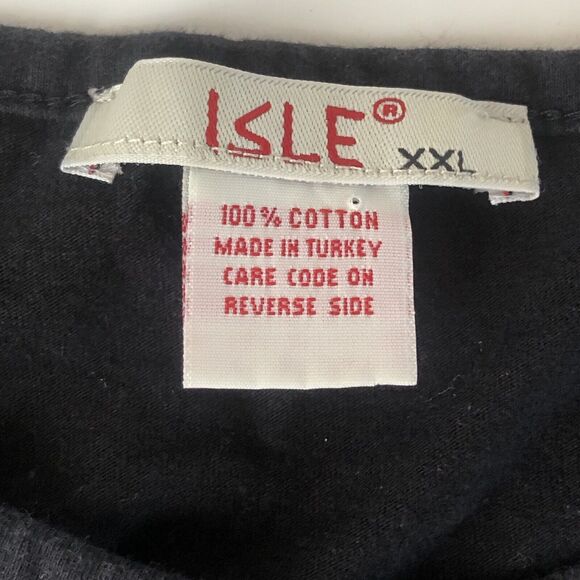 ISLE® XXL
100% COTTON
MADE IN TURKEY
CARE CODE ON
REVERSE SIDE